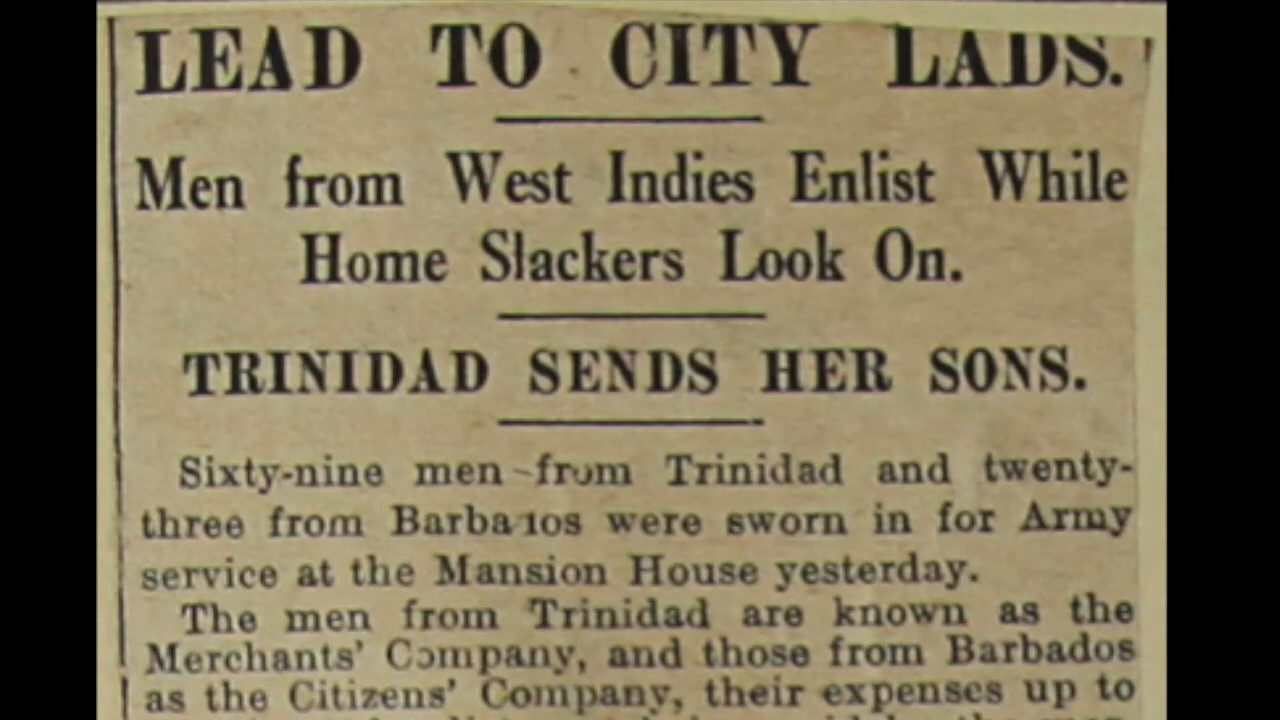 LEAD TO CITY LADS.
Men from West Indies Enlist While
Home Slackers Look On.
TRINIDAD SENDS HER SONS.
Sixty-nine men from Trinidad and twenty-
three from Barbados were sworn in for Army
service at the Mansion House yesterday.
The men from Trinidad are known as the
Merchants' Company, and those from Barbados
as the Citizens' Company, their expenses up to